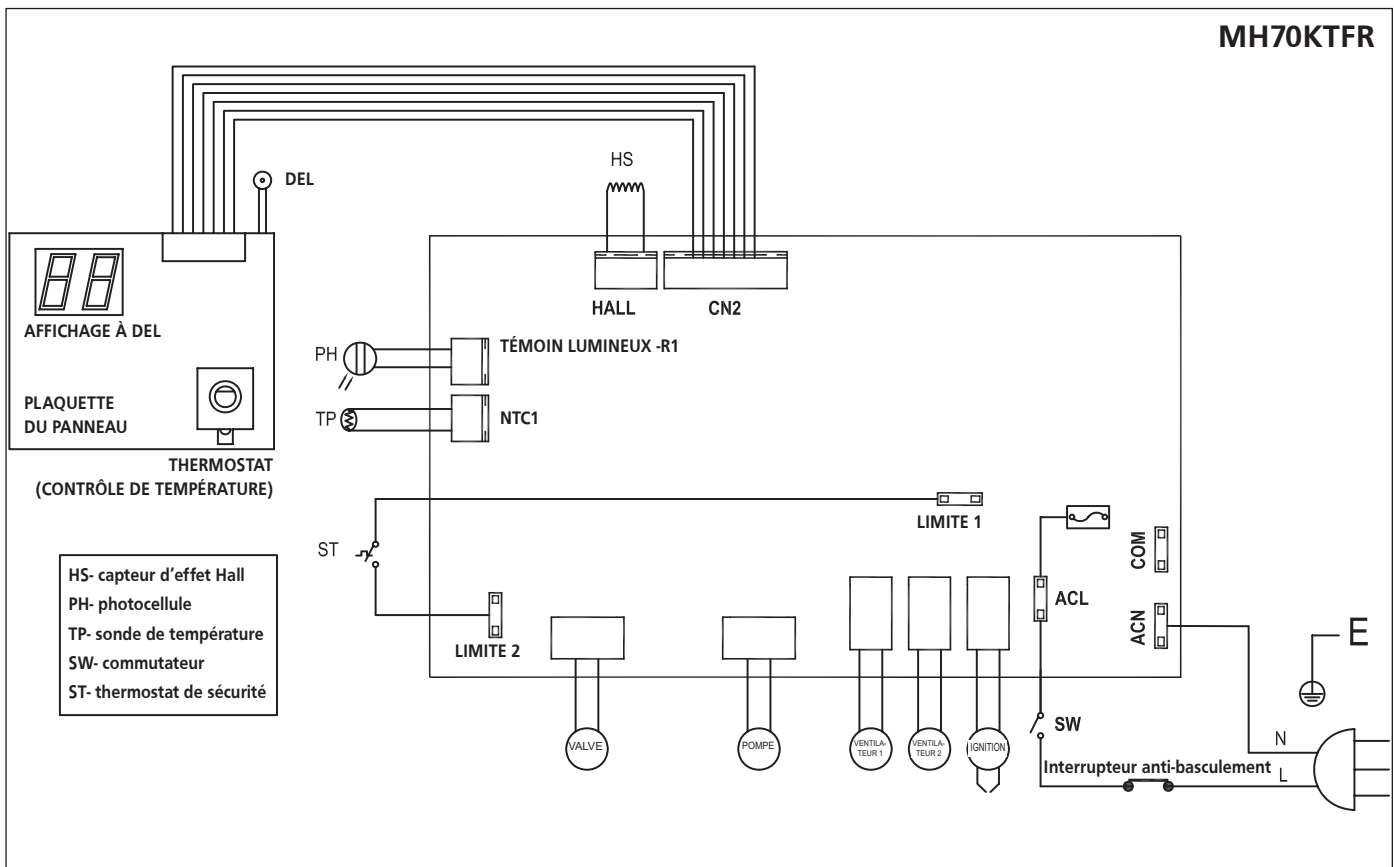 MH70KTFR
HS
DEL
AFFICHAGE À DEL
PLAQUETTE
DU PANNEAU
THERMOSTAT
(CONTRÔLE DE TEMPÉRATURE)
HALL
CN2
PH
TÉMOIN LUMINEUX -R1
TP
NTC1
LIMITE 1
ST
LIMITE 2
COM
ACL
ACN
E
HS- capteur d'effet Hall
PH- photocellule
TP- sonde de température
SW- commutateur
ST- thermostat de sécurité
VALVE
POMPE
VENTILA-
TEUR 1
VENTILA-
TEUR 2
IGNITION
SW
N
Interrupteur anti-basculement
L